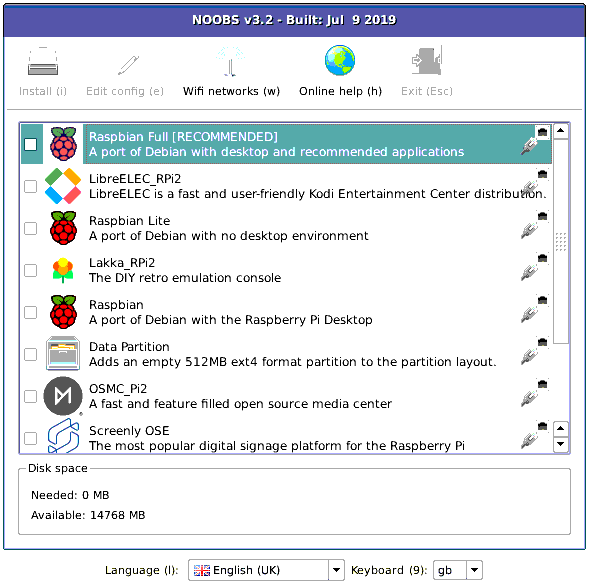 NOOBS v3.2 - Built: Jul  9 2019
Install (i) Edit config (e) Wifi networks (w) Online help (h) Exit (Esc)
Raspbian Full [RECOMMENDED]
A port of Debian with desktop and recommended applications
LibreELEC_RPi2
LibreELEC is a fast and user-friendly Kodi Entertainment Center distribution.
Raspbian Lite
A port of Debian with no desktop environment
Lakka_RPi2
The DIY retro emulation console
Raspbian
A port of Debian with the Raspberry Pi Desktop
Data Partition
Adds an empty 512MB ext4 format partition to the partition layout.
OSMC_Pi2
A fast and feature filled open source media center
Screenly OSE
The most popular digital signage platform for the Raspberry Pi
Disk space
Needed: 0 MB
Available: 14768 MB
Language (l): English (UK) Keyboard (9): gb